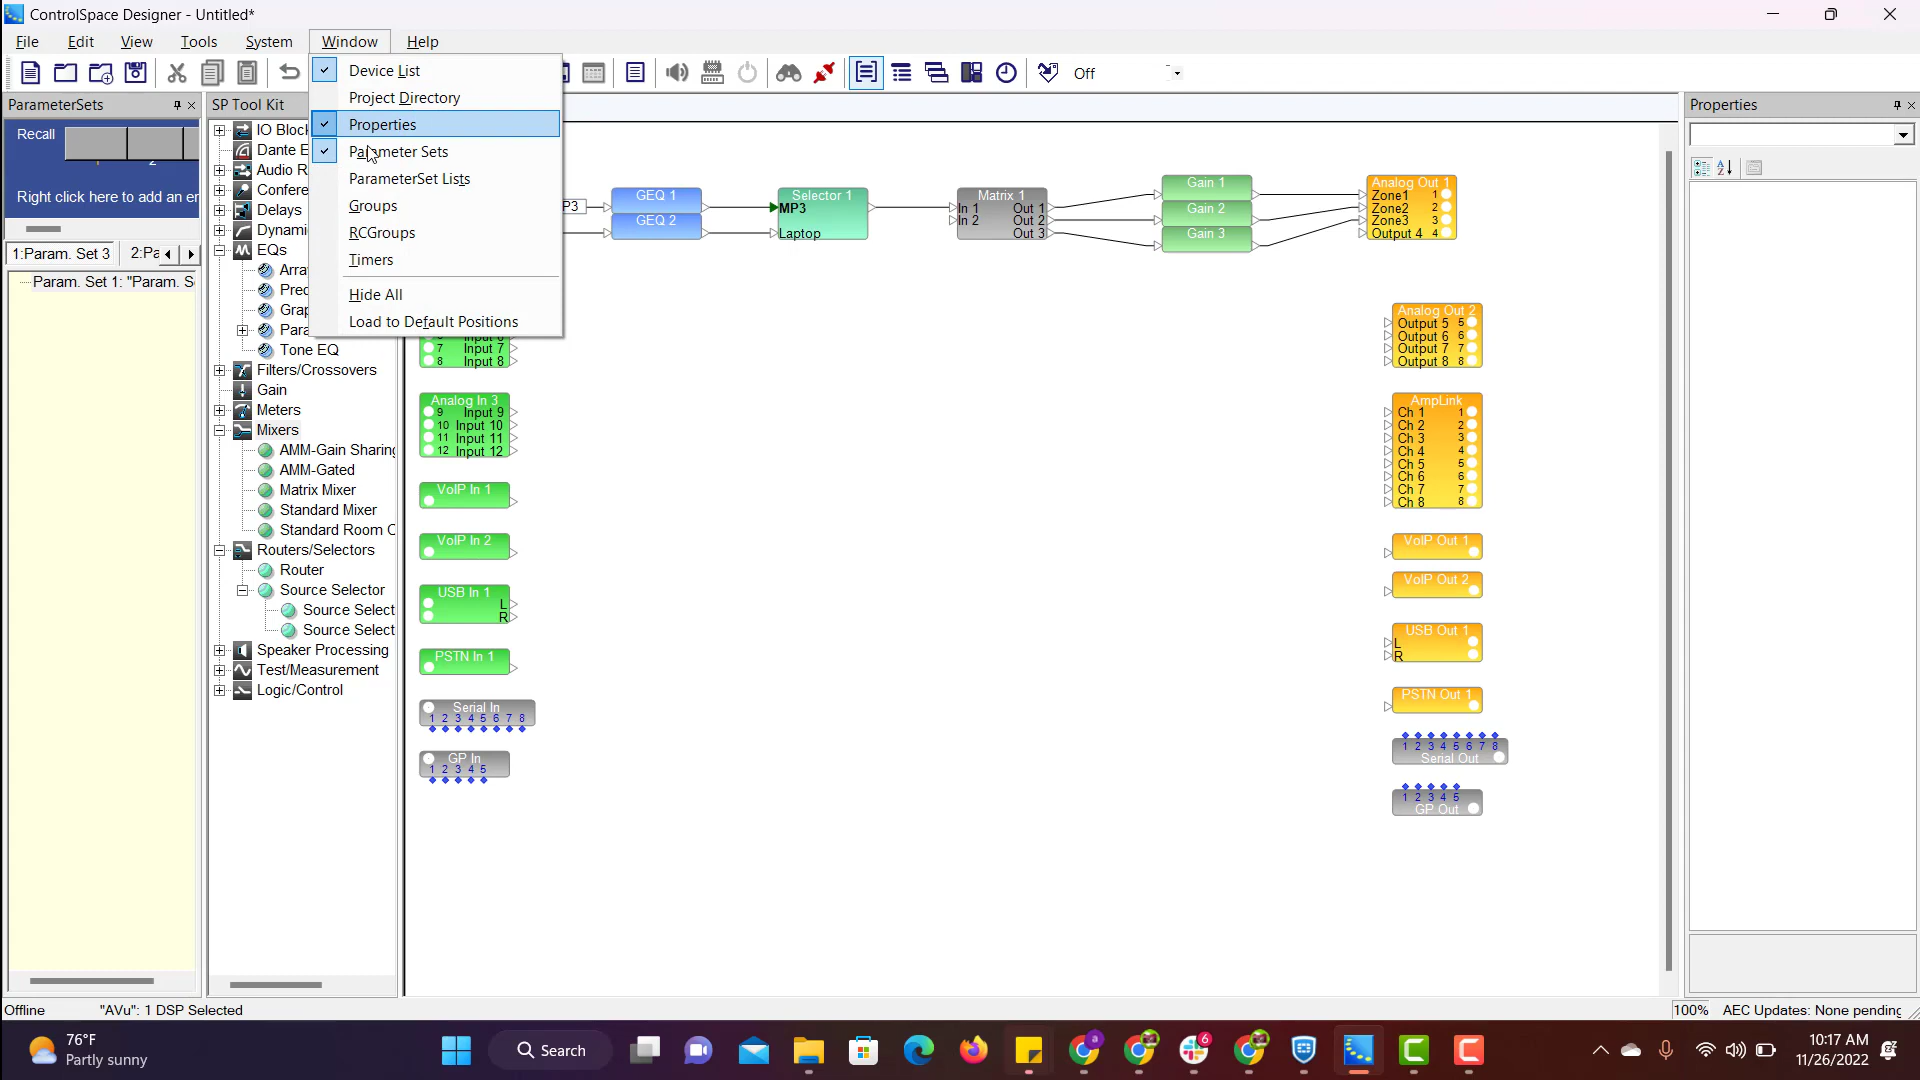 ControlSpace Designer - Untitled*
File Edit View Tools System Window Help
Off
Device List
Project Directory
Properties
Parameter Sets
ParameterSet Lists
Groups
RCGroups
Timers
Hide All
Load to Default Positions
ParameterSets
Recall
2
Right click here to add an er
1:Param. Set 3 2:Pa
Param. Set 1: "Param. S
SP Tool Kit
IO Block
Dante E
Audio R
Confere
Delays
Dynami
EQs
Arra
Prec
Grap
Para
Tone EQ
Filters/Crossovers
Gain
Meters
Mixers
AMM-Gain Sharing
AMM-Gated
Matrix Mixer
Standard Mixer
Standard Room C
Routers/Selectors
Router
Source Selector
Source Select
Source Select
Speaker Processing
Test/Measurement
Logic/Control
P3
GEQ 1
GEQ 2
Selector 1
MP3
Laptop
Matrix 1
In 1 Out 1
In 2 Out 2
Out 3
Gain 1
Gain 2
Gain 3
Analog Out 1
Zone1 1
Zone2 2
Zone3 3
Output 4 4
Input 6
7 Input 7
8 Input 8
Analog In 3
9 Input 9
10 Input 10
11 Input 11
12 Input 12
VoIP In 1
VoIP In 2
USB In 1
L
R
PSTN In 1
Serial In
1 2 3 4 5 6 7 8
GP In
1 2 3 4 5
Analog Out 2
Output 5 5
Output 6 6
Output 7 7
Output 8 8
AmpLink
Ch 1 1
Ch 2 2
Ch 3 3
Ch 4 4
Ch 5 5
Ch 6 6
Ch 7 7
Ch 8 8
VoIP Out 1
VoIP Out 2
USB Out 1
L
R
PSTN Out 1
1 2 3 4 5 6 7 8
Serial Out
1 2 3 4 5
GP Out
Properties
Offline "AVu": 1 DSP Selected 100% AEC Updates: None pending
76°F
Partly sunny
Search
6
10:17 AM
11/26/2022